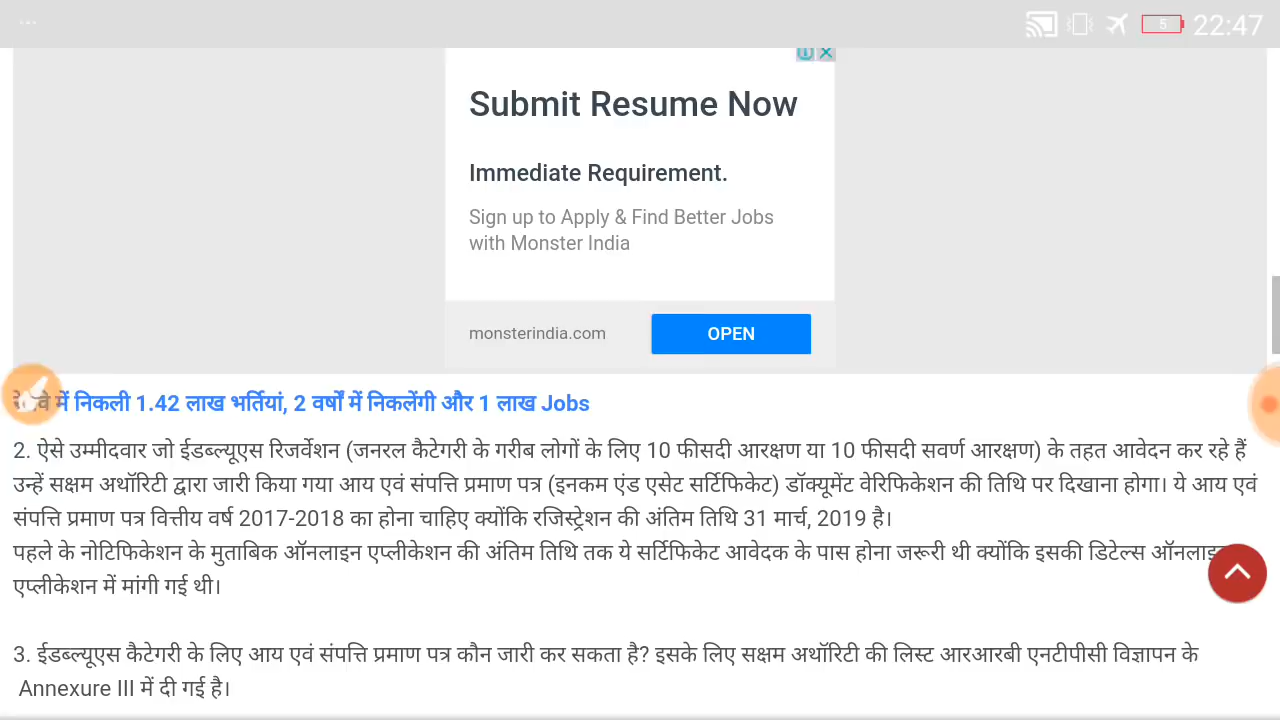 22:47
5
Submit Resume Now
Immediate Requirement.
Sign up to Apply & Find Better Jobs
with Monster India
monsterindia.com
OPEN
में निकली 1.42 लाख भर्तियां, 2 वर्षों में निकलेंगी और 1 लाख Jobs
2. ऐसे उम्मीदवार जो ईडब्ल्यूएस रिजर्वेशन (जनरल कैटेगरी के गरीब लोगों के लिए 10 फीसदी आरक्षण या 10 फीसदी सवर्ण आरक्षण) के तहत आवेदन कर रहे हैं
उन्हें सक्षम अथॉरिटी द्वारा जारी किया गया आय एवं संपत्ति प्रमाण पत्र (इनकम एंड एसेट सर्टिफिकेट) डॉक्यूमेंट वेरिफिकेशन की तिथि पर दिखाना होगा। ये आय एवं
संपत्ति प्रमाण पत्र वित्तीय वर्ष 2017-2018 का होना चाहिए क्योंकि रजिस्ट्रेशन की अंतिम तिथि 31 मार्च, 2019 है।
पहले के नोटिफिकेशन के मुताबिक ऑनलाइन एप्लीकेशन की अंतिम तिथि तक ये सर्टिफिकेट आवेदक के पास होना जरूरी थी क्योंकि इसकी डिटेल्स
एप्लीकेशन में मांगी गई थी।
3. ईडब्ल्यूएस कैटेगरी के लिए आय एवं संपत्ति प्रमाण पत्र कौन जारी कर सकता है? इसके लिए सक्षम अथॉरिटी की लिस्ट आरआरबी एनटीपीसी विज्ञापन के
Annexure III में दी गई है।